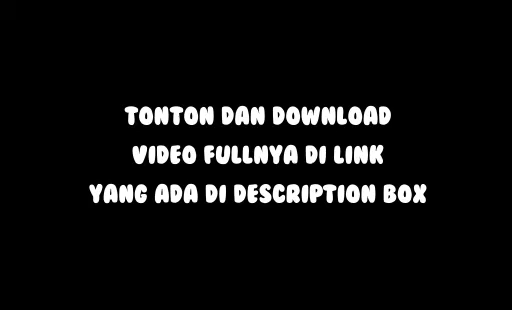 TONTON DAN DOWNLOAD
VIDEO FULLNYA DI LINK
YANG ADA DI DESCRIPTION BOX